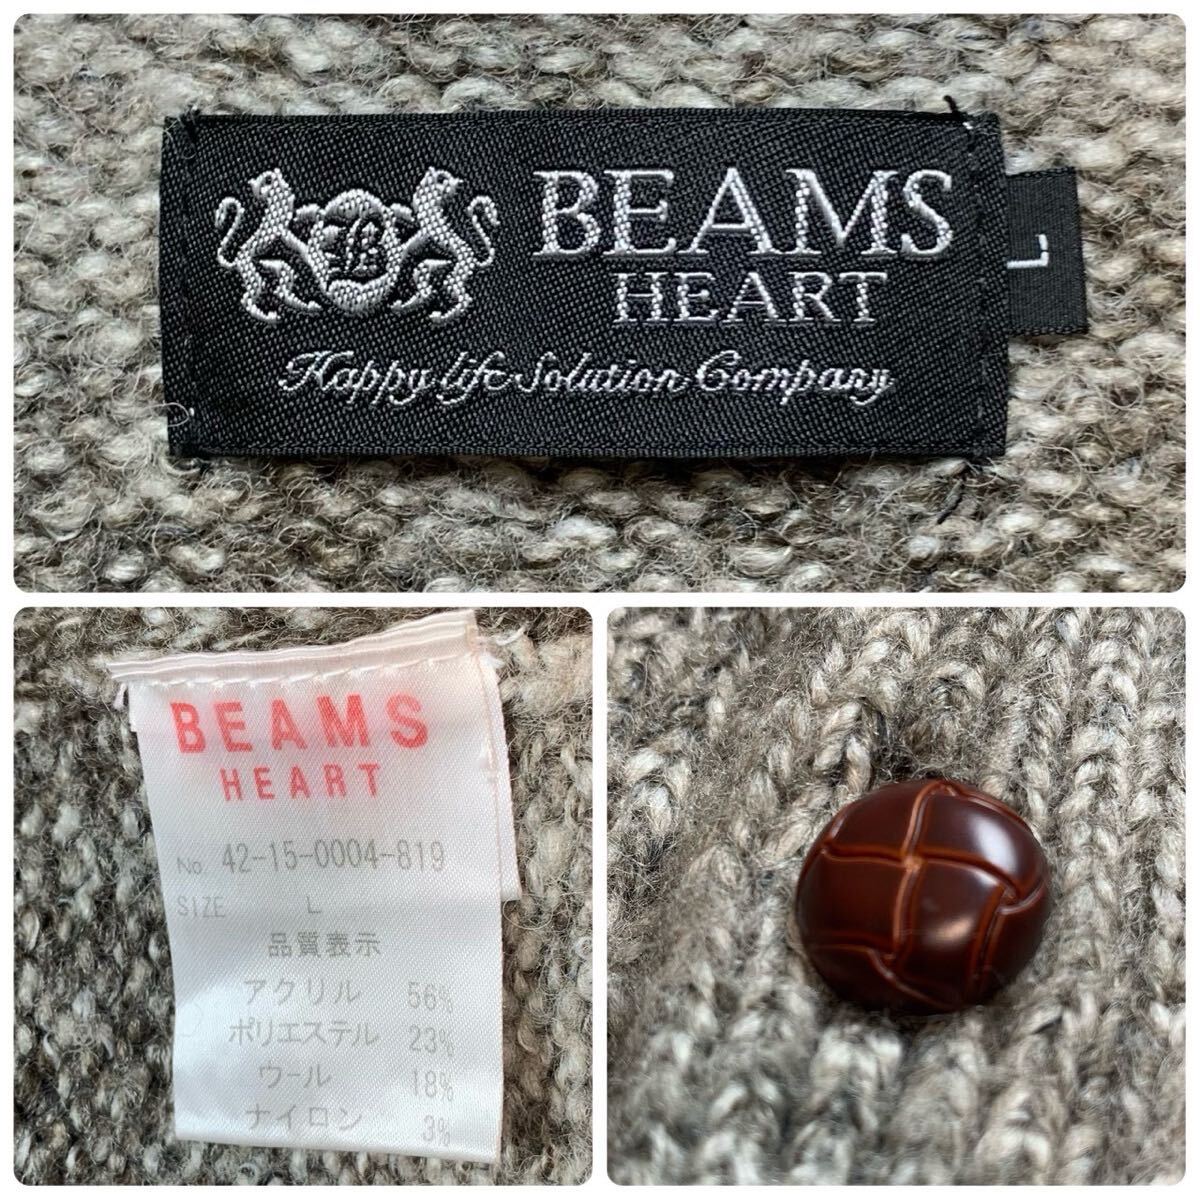 BEAMS
HEART
Happy life Solution Company
L
BEAMS
HEART
No. 42-15-0004-819
SIZE L
品質表示
アクリル 56%
ポリエステル 23%
ウール 18%
ナイロン 3%